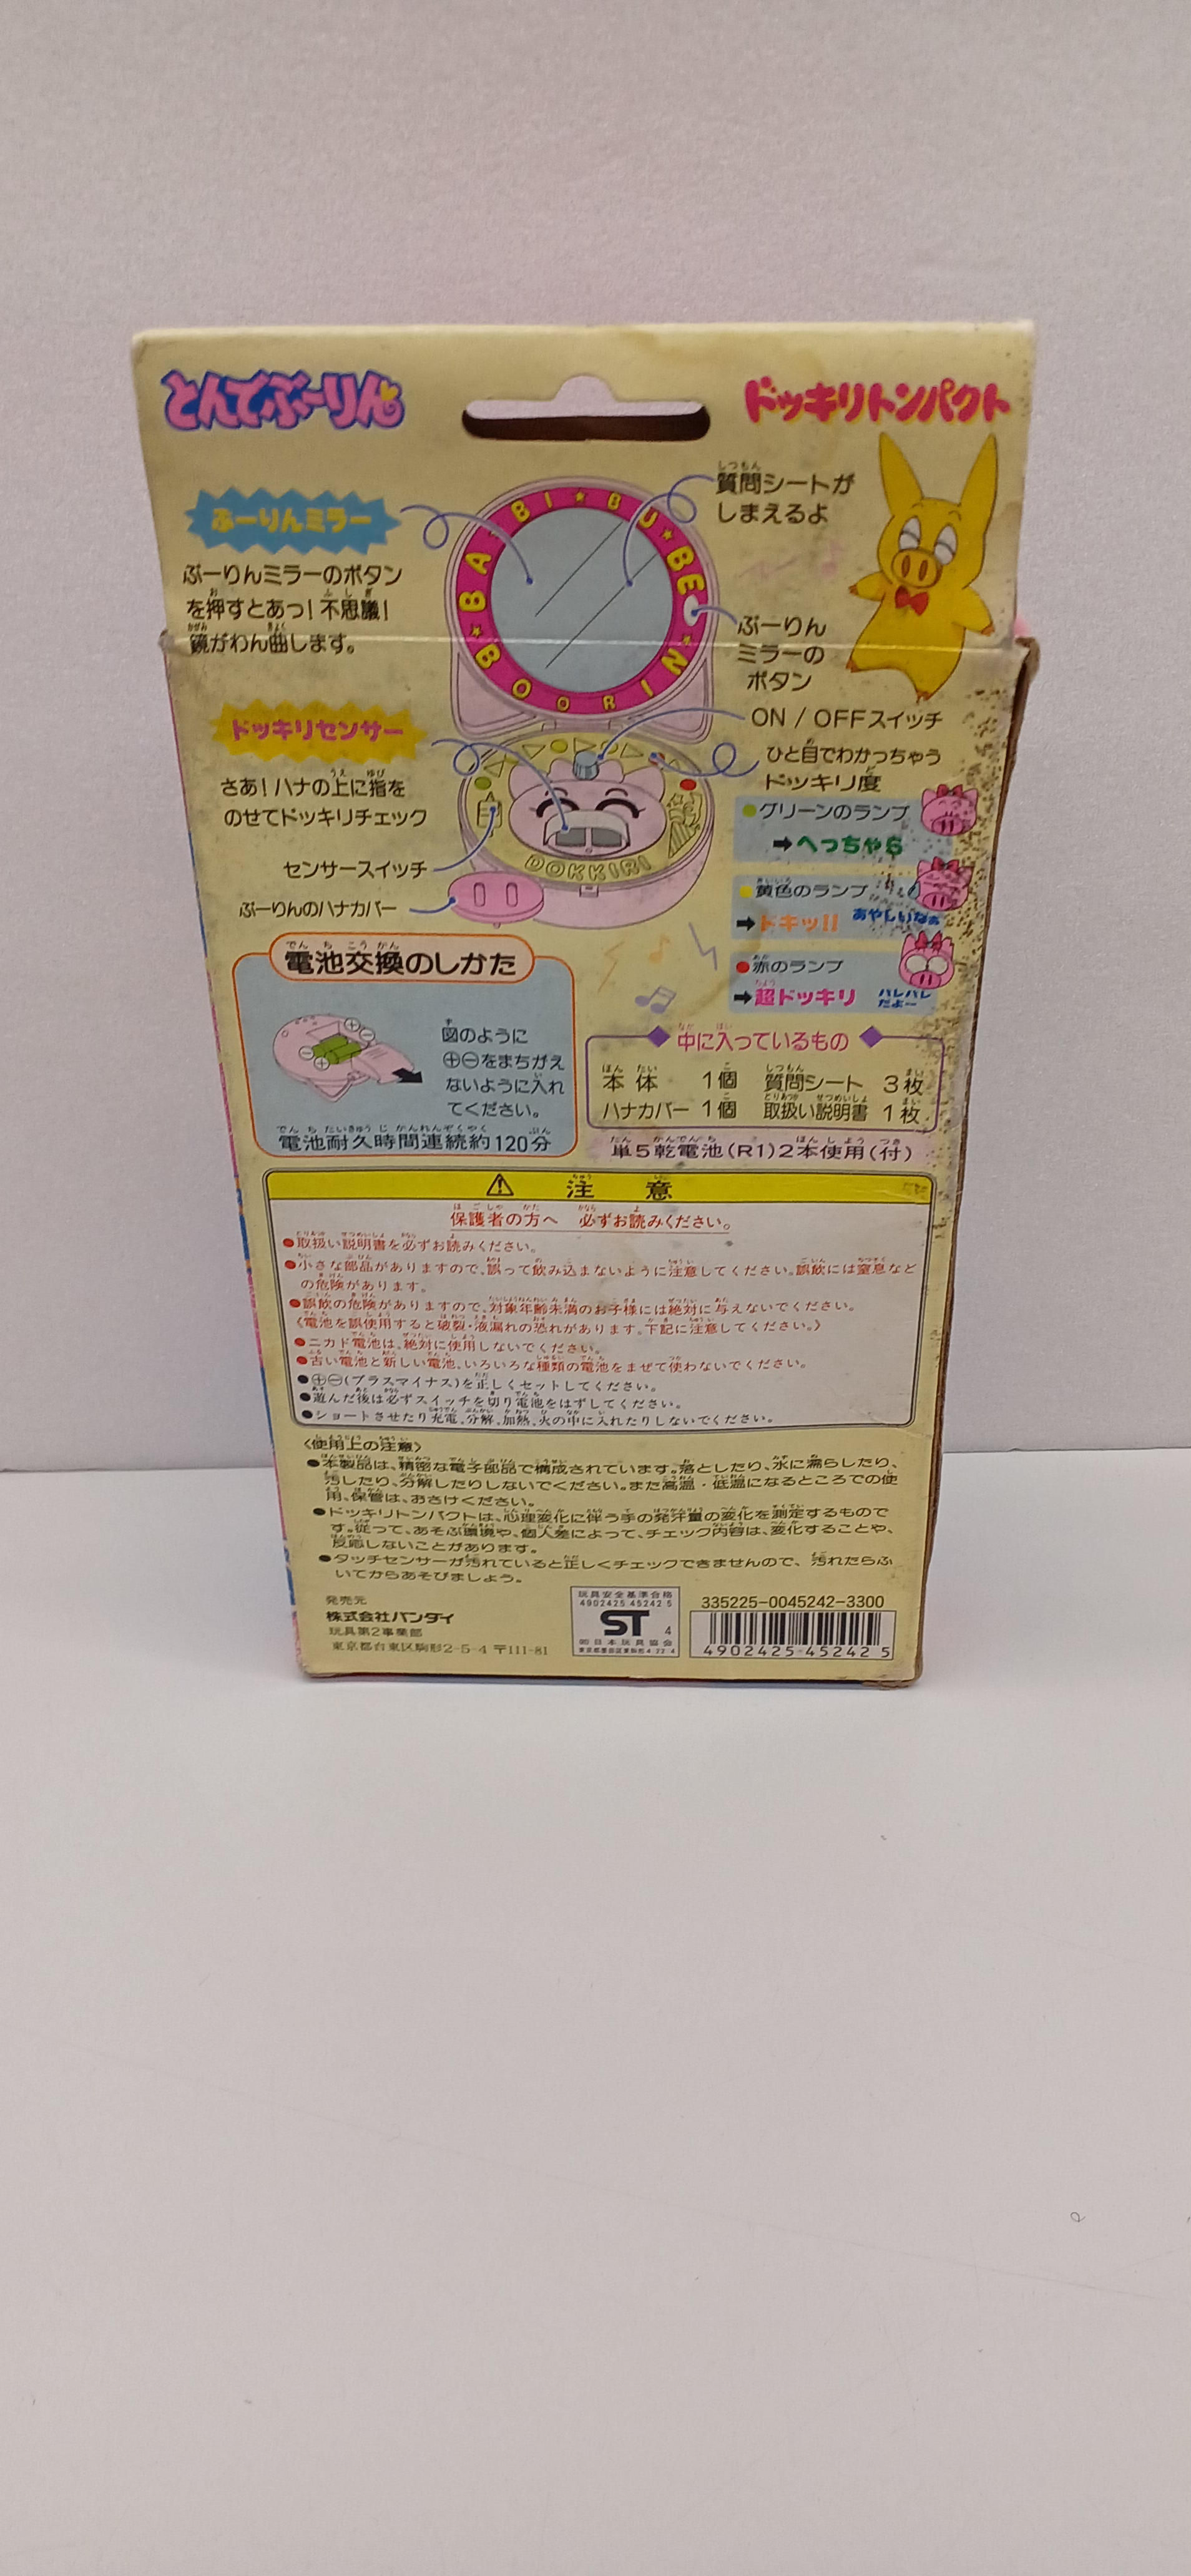 とんでぶーりん
ドッキリトンパクト
ぶーりんミラー
ぶーりんミラーのボタン
を押すとあっ!不思議!
鏡がわん曲します。
質問シートが
しまえるよ
BA★BI★BU★BE★N
BOORIN
ぶーりん
ミラーの
ボタン
ON / OFFスイッチ
ドッキリセンサー
さあ!ハナの上に指を
のせてドッキリチェック
センサースイッチ
ぶーりんのハナカバー
DOKKIRI
ひと目でわかっちゃう
ドッキリ度
●グリーンのランプ
➡へっちゃら
●黄色のランプ
➡ドキッ!! あやしいなぁ
●赤のランプ
➡超ドッキリ バレバレ
だよー
電池交換のしかた
図のように
⊕⊖をまちがえ
ないように入れ
てください。
電池耐久時間連続約120分
中に入っているもの
本体 1個 質問シート 3枚
ハナカバー 1個 取扱い説明書 1枚
単5乾電池(R1)2本使用(付)
⚠ 注意
保護者の方へ 必ずお読みください。
●取扱い説明書を必ずお読みください。
●小さな部品がありますので、誤って飲み込まないように注意してください。誤飲には窒息など
の危険があります。
●誤飲の危険がありますので、対象年齢未満のお子様には絶対に与えないでください。
《電池を誤使用すると破裂・液漏れの恐れがあります。下記に注意してください。》
●ニカド電池は、絶対に使用しないでください。
●古い電池と新しい電池、いろいろな種類の電池をまぜて使わないでください。
●⊕⊖(プラスマイナス)を正しくセットしてください。
●遊んだ後は必ずスイッチを切り電池をはずしてください。
●ショートさせたり充電、分解、加熱、火の中に入れたりしないでください。
〈使用上の注意〉
●本製品は、精密な電子部品で構成されています。落としたり、水に濡らしたり、
汚したり、分解したりしないでください。また高温・低温になるところでの使
用、保管は、おさけください。
●ドッキリトンパクトは、心理変化に伴う手の発汗量の変化を測定するもので
す。従って、あそぶ環境や、個人差によって、チェック内容は、変化することや、
反応しないことがあります。
●タッチセンサーが汚れていると正しくチェックできませんので、汚れたらふ
いてからあそびましょう。
発売元
株式会社バンダイ
玩具第2事業部
東京都台東区駒形2-5-4 〒111-81
玩具安全基準合格
4902425 45242 5
ST 4
㈳日本玩具協会
東京都墨田区東駒形4-22-4
335225-0045242-3300
4902425-45242 5